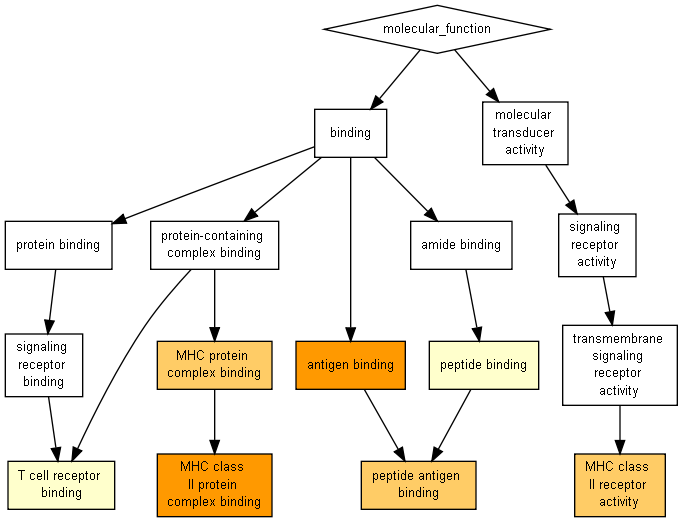 molecular_function
binding
molecular
transducer
activity
protein binding
protein-containing
complex binding
amide binding
signaling
receptor
activity
signaling
receptor
binding
MHC protein
complex binding
antigen binding
peptide binding
transmembrane
signaling
receptor
activity
T cell receptor
binding
MHC class
II protein
complex binding
peptide antigen
binding
MHC class
II receptor
activity